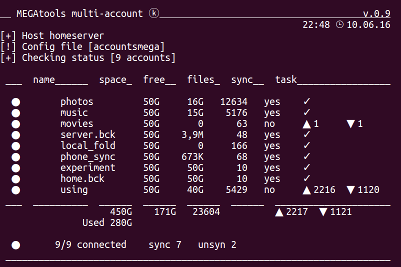 ___ MEGAtools multi-account ⓚ______________________ v.0.9
22:48 ◷ 10.06.16
[+] Host homeserver
[!] Config file [accountsmega]
[+] Checking status [9 accounts]
___ name______ space_ free__ files_ sync__ task_________________
● photos 50G 16G 12634 yes ✓
● music 50G 15G 5176 yes ✓
● movies 50G 0 63 no ▲1 ▼1
● server.bck 50G 3,9M 48 yes ✓
● local_fold 50G 0 166 yes ✓
● phone_sync 50G 673K 68 yes ✓
● experiment 50G 50G 10 yes ✓
● home.bck 50G 50G 10 yes ✓
● using 50G 40G 5429 no ▲2216 ▼1120
450G 171G 23604 ▲2217 ▼1121
Used 280G
● 9/9 connected sync 7 unsyn 2